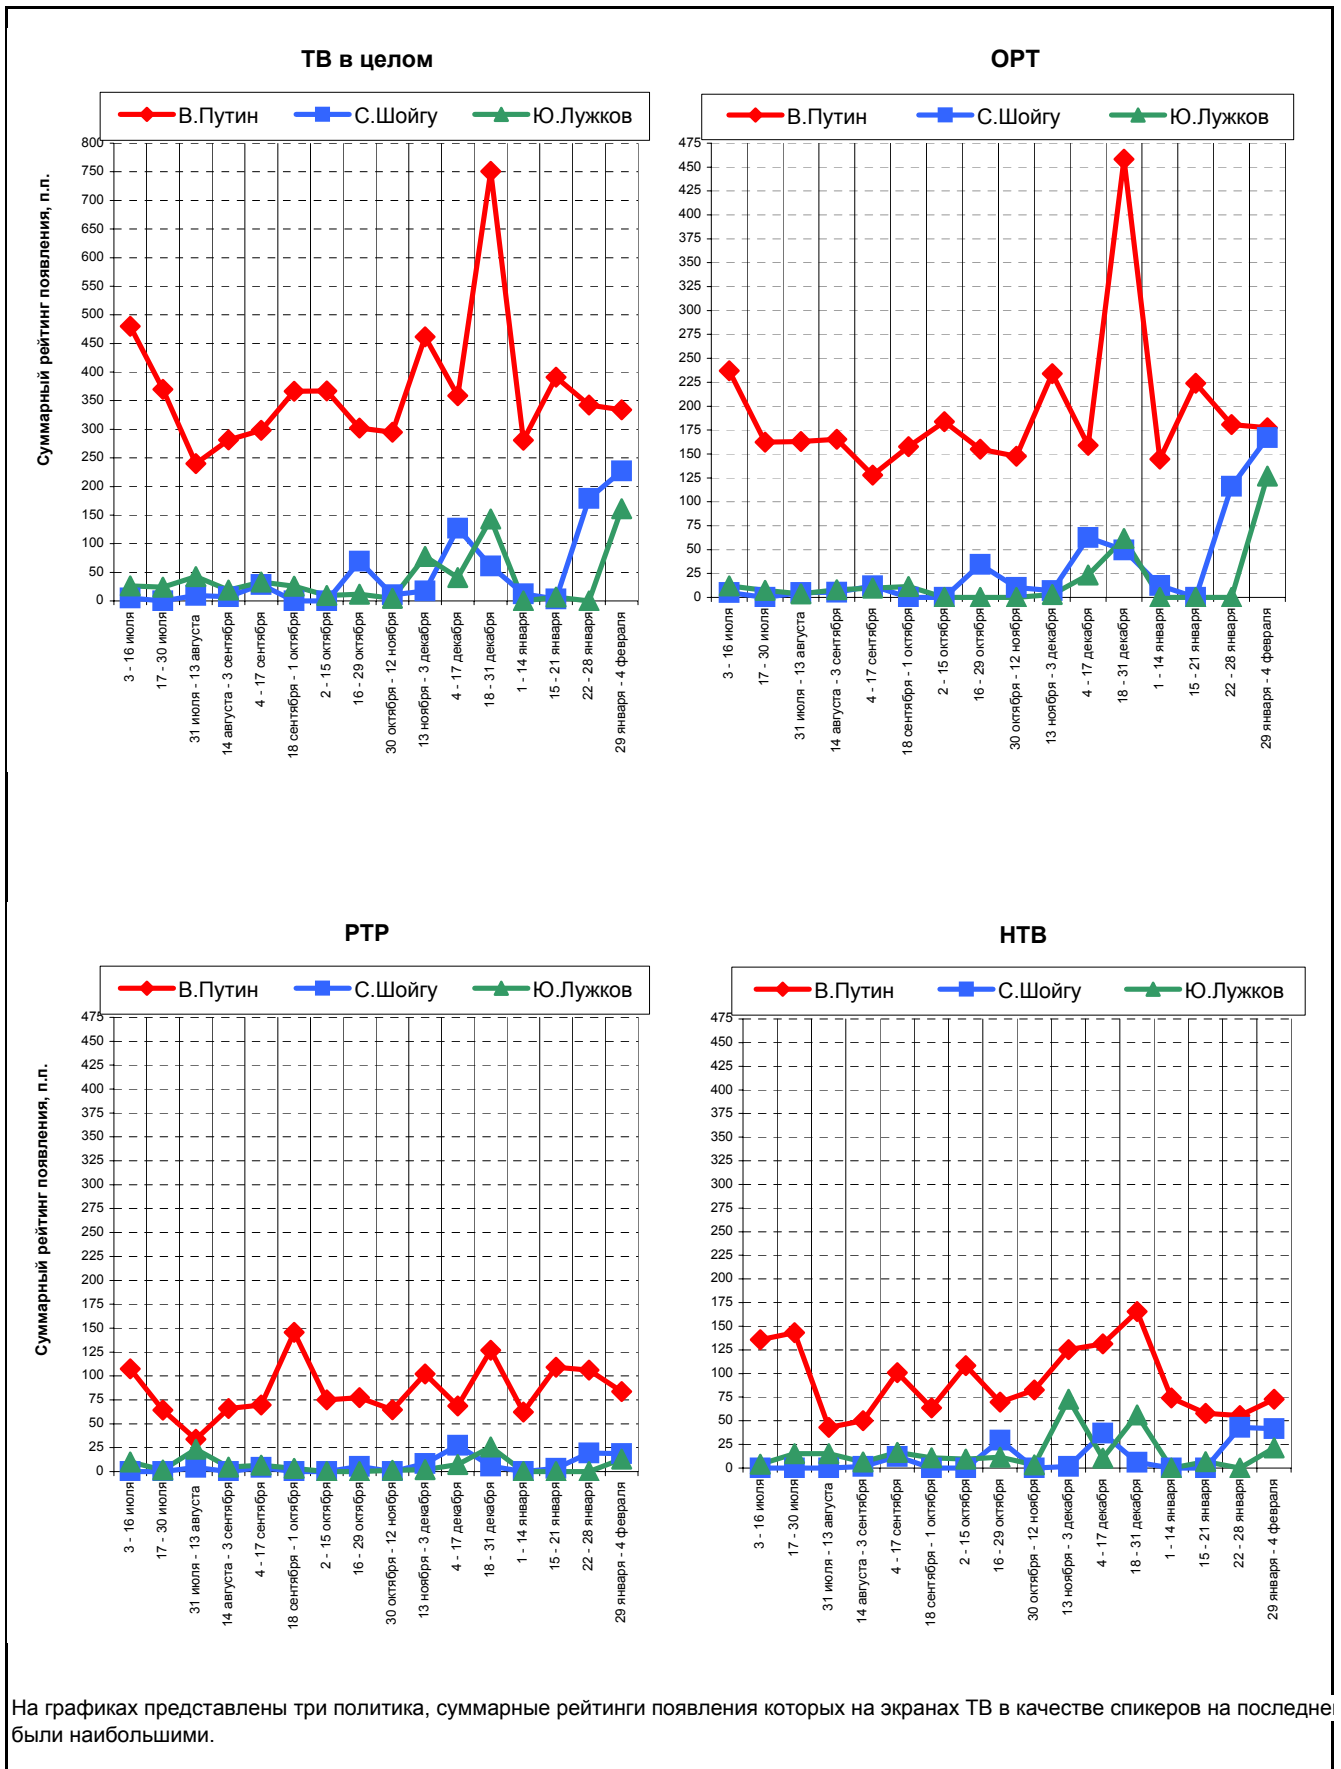 ТВ в целом
В.Путин С.Шойгу Ю.Лужков
Суммарный рейтинг появления, п.п.
800
750
700
650
600
550
500
450
400
350
300
250
200
150
100
50
0
3 - 16 июля
17 - 30 июля
31 июля - 13 августа
14 августа - 3 сентября
4 - 17 сентября
18 сентября - 1 октября
2 - 15 октября
16 - 29 октября
30 октября - 12 ноября
13 ноября - 3 декабря
4 - 17 декабря
18 - 31 декабря
1 - 14 января
15 - 21 января
22 - 28 января
29 января - 4 февраля
ОРТ
В.Путин С.Шойгу Ю.Лужков
475
450
425
400
375
350
325
300
275
250
225
200
175
150
125
100
75
50
25
0
3 - 16 июля
17 - 30 июля
31 июля - 13 августа
14 августа - 3 сентября
4 - 17 сентября
18 сентября - 1 октября
2 - 15 октября
16 - 29 октября
30 октября - 12 ноября
13 ноября - 3 декабря
4 - 17 декабря
18 - 31 декабря
1 - 14 января
15 - 21 января
22 - 28 января
29 января - 4 февраля
РТР
В.Путин С.Шойгу Ю.Лужков
Суммарный рейтинг появления, п.п.
475
450
425
400
375
350
325
300
275
250
225
200
175
150
125
100
75
50
25
0
3 - 16 июля
17 - 30 июля
31 июля - 13 августа
14 августа - 3 сентября
4 - 17 сентября
18 сентября - 1 октября
2 - 15 октября
16 - 29 октября
30 октября - 12 ноября
13 ноября - 3 декабря
4 - 17 декабря
18 - 31 декабря
1 - 14 января
15 - 21 января
22 - 28 января
29 января - 4 февраля
НТВ
В.Путин С.Шойгу Ю.Лужков
475
450
425
400
375
350
325
300
275
250
225
200
175
150
125
100
75
50
25
0
3 - 16 июля
17 - 30 июля
31 июля - 13 августа
14 августа - 3 сентября
4 - 17 сентября
18 сентября - 1 октября
2 - 15 октября
16 - 29 октября
30 октября - 12 ноября
13 ноября - 3 декабря
4 - 17 декабря
18 - 31 декабря
1 - 14 января
15 - 21 января
22 - 28 января
29 января - 4 февраля
На графиках представлены три политика, суммарные рейтинги появления которых на экранах ТВ в качестве спикеров на
были наибольшими.